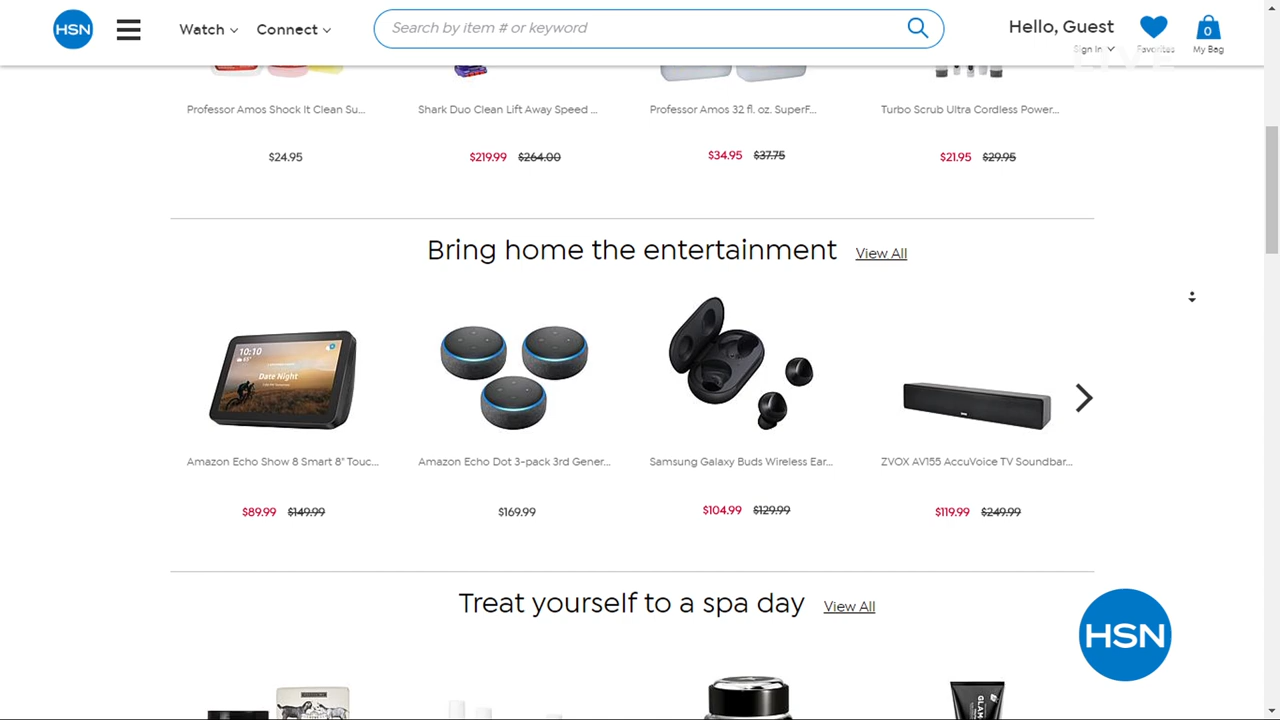 HSN
Watch
Connect
Search by item # or keyword
Hello, Guest
Sign In
Favorites
0
My Bag
LIVE
Professor Amos Shock It Clean Su...
Shark Duo Clean Lift Away Speed ...
Professor Amos 32 fl. oz. SuperF...
Turbo Scrub Ultra Cordless Power...
$24.95
$219.99 $264.00
$34.95 $37.75
$21.95 $29.95
Bring home the entertainment View All
10:10
Date Night
Amazon Echo Show 8 Smart 8" Touc...
Amazon Echo Dot 3-pack 3rd Gener...
Samsung Galaxy Buds Wireless Ear...
ZVOX AV155 AccuVoice TV Soundbar...
$89.99 $149.99
$169.99
$104.99 $129.99
$119.99 $249.99
Treat yourself to a spa day View All
HSN